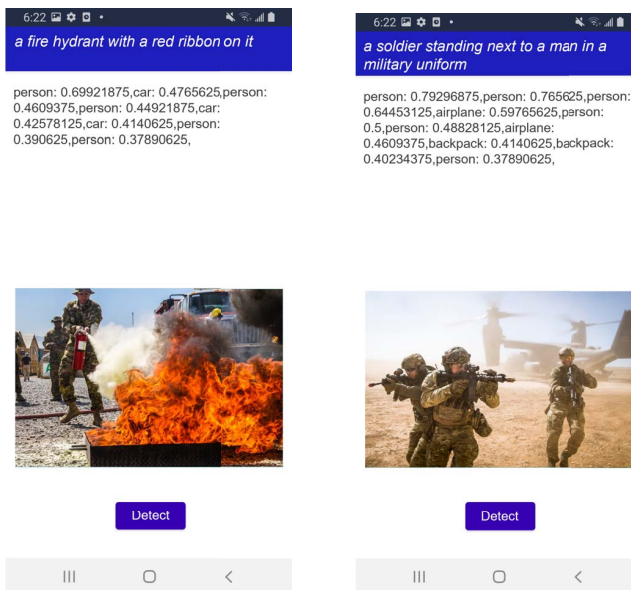 6:22
a fire hydrant with a red ribbon on it
person: 0.69921875,car: 0.4765625,person:
0.4609375,person: 0.44921875,car:
0.42578125,car: 0.4140625,person:
0.390625,person: 0.37890625,
Detect
6:22
a soldier standing next to a man in a
military uniform
person: 0.79296875,person: 0.765625,person:
0.64453125,airplane: 0.59765625,person:
0.5,person: 0.48828125,airplane:
0.4609375,backpack: 0.4140625,backpack:
0.40234375,person: 0.37890625,
Detect